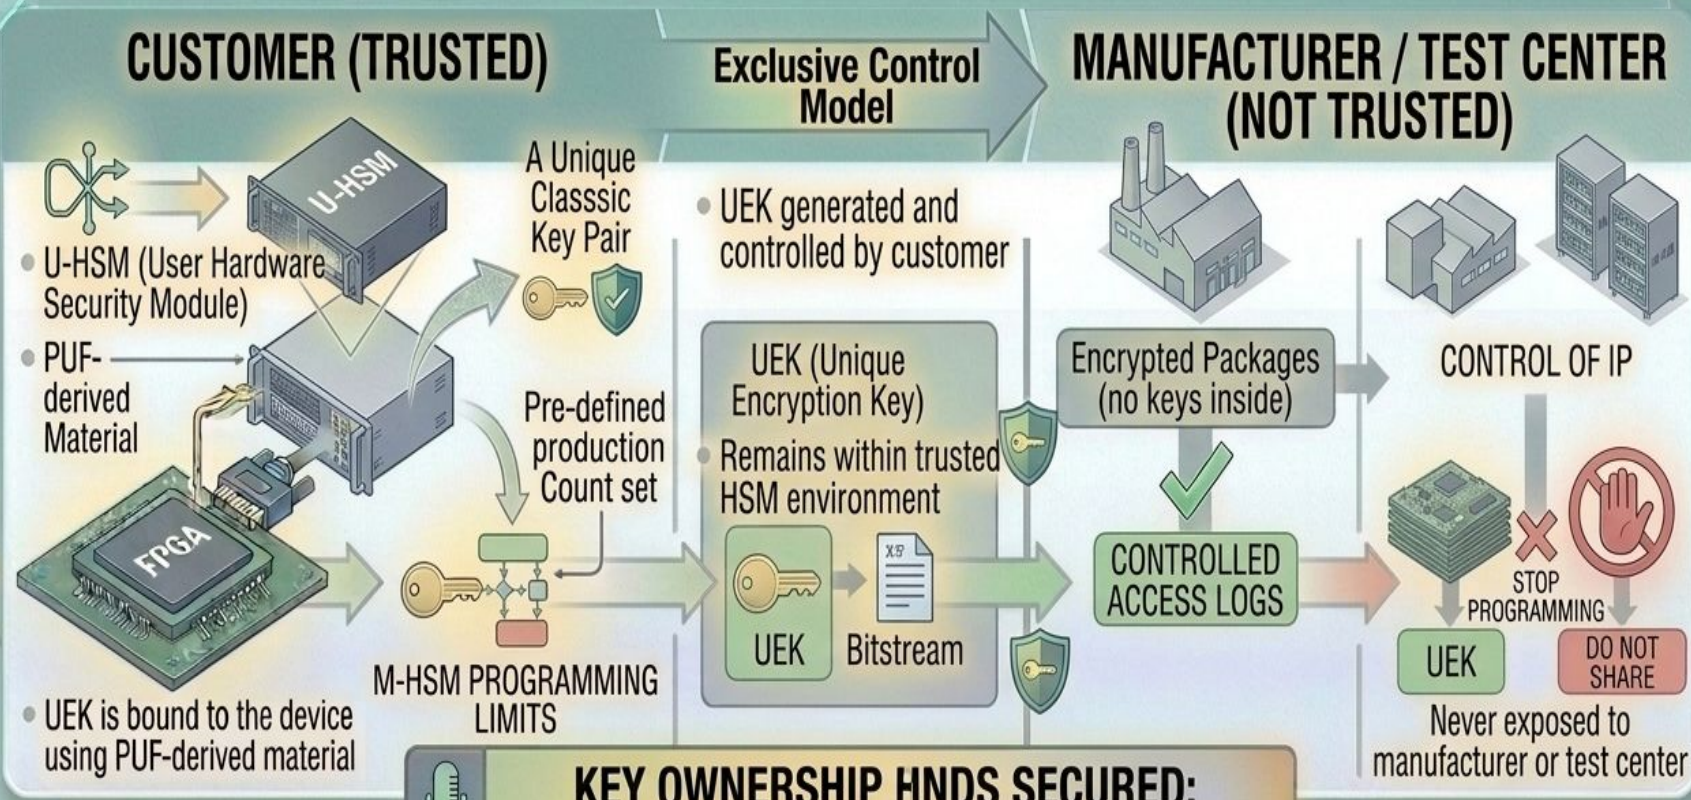 CUSTOMER (TRUSTED)
Exclusive Control
Model
MANUFACTURER / TEST CENTER
(NOT TRUSTED)
U-HSM
U-HSM (User Hardware
Security Module)
PUF-
derived
Material
FPGA
UEK is bound to the device
using PUF-derived material
A Unique
Classsic
Key Pair
Pre-defined
production
Count set
M-HSM PROGRAMMING
LIMITS
UEK generated and
controlled by customer
UEK (Unique
Encryption Key)
Remains within trusted
HSM environment
UEK
Bitstream
Encrypted Packages
(no keys inside)
CONTROLLED
ACCESS LOGS
CONTROL OF IP
STOP
PROGRAMMING
UEK
DO NOT
SHARE
Never exposed to
manufacturer or test center
KEY OWNERSHIP HNDS SECURED: